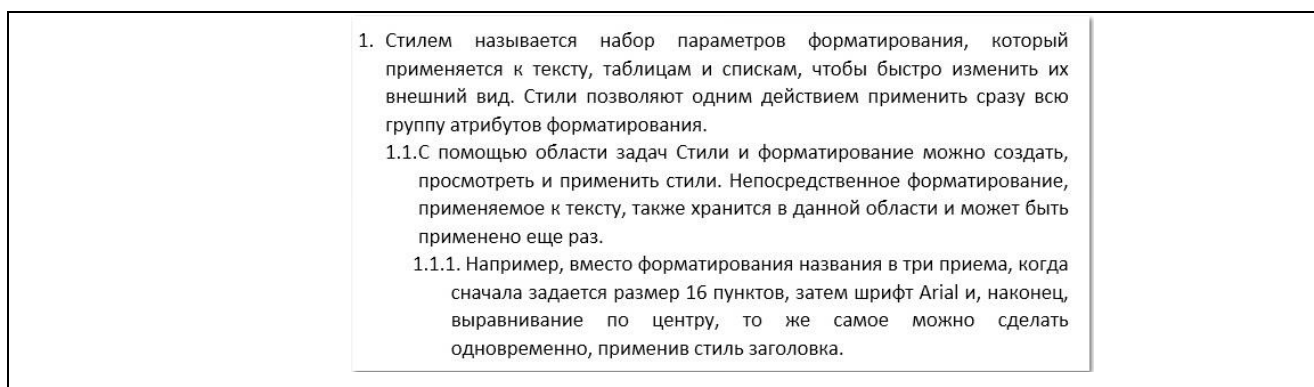 1. Стилем называется набор параметров форматирования, который
применяется к тексту, таблицам и спискам, чтобы быстро изменить их
внешний вид. Стили позволяют одним действием применить сразу всю
группу атрибутов форматирования.
1.1.С помощью области задач Стили и форматирование можно создать,
просмотреть и применить стили. Непосредственное форматирование,
применяемое к тексту, также хранится в данной области и может быть
применено еще раз.
1.1.1. Например, вместо форматирования названия в три приема, когда
сначала задается размер 16 пунктов, затем шрифт Arial и, наконец,
выравнивание по центру, то же самое можно сделать
одновременно, применив стиль заголовка.